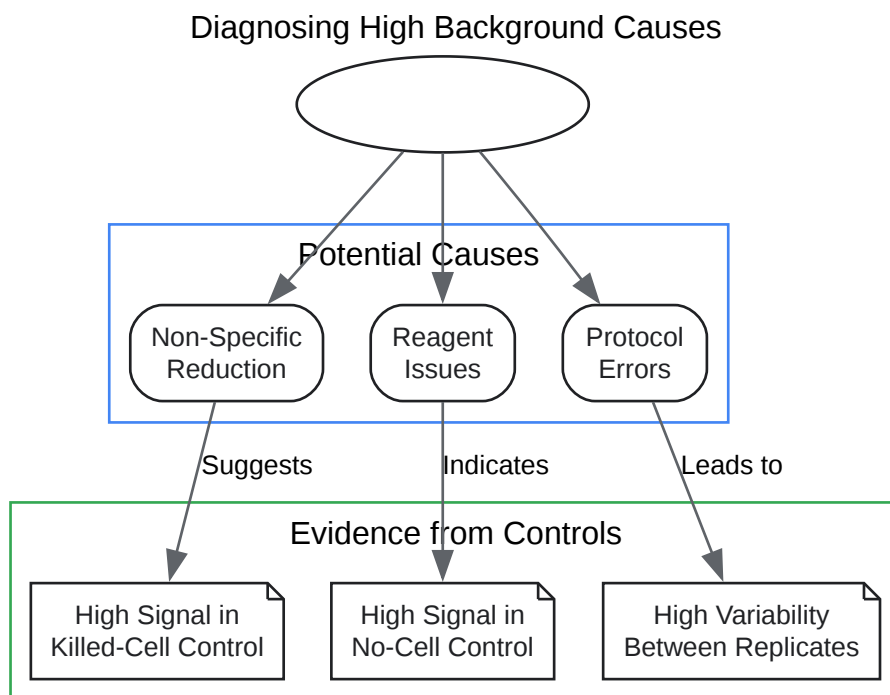 Diagnosing High Background Causes
Potential Causes
Non-Specific
Reduction
Reagent
Issues
Protocol
Errors
Suggests
Indicates
Leads to
Evidence from Controls
High Signal in
Killed-Cell Control
High Signal in
No-Cell Control
High Variability
Between Replicates